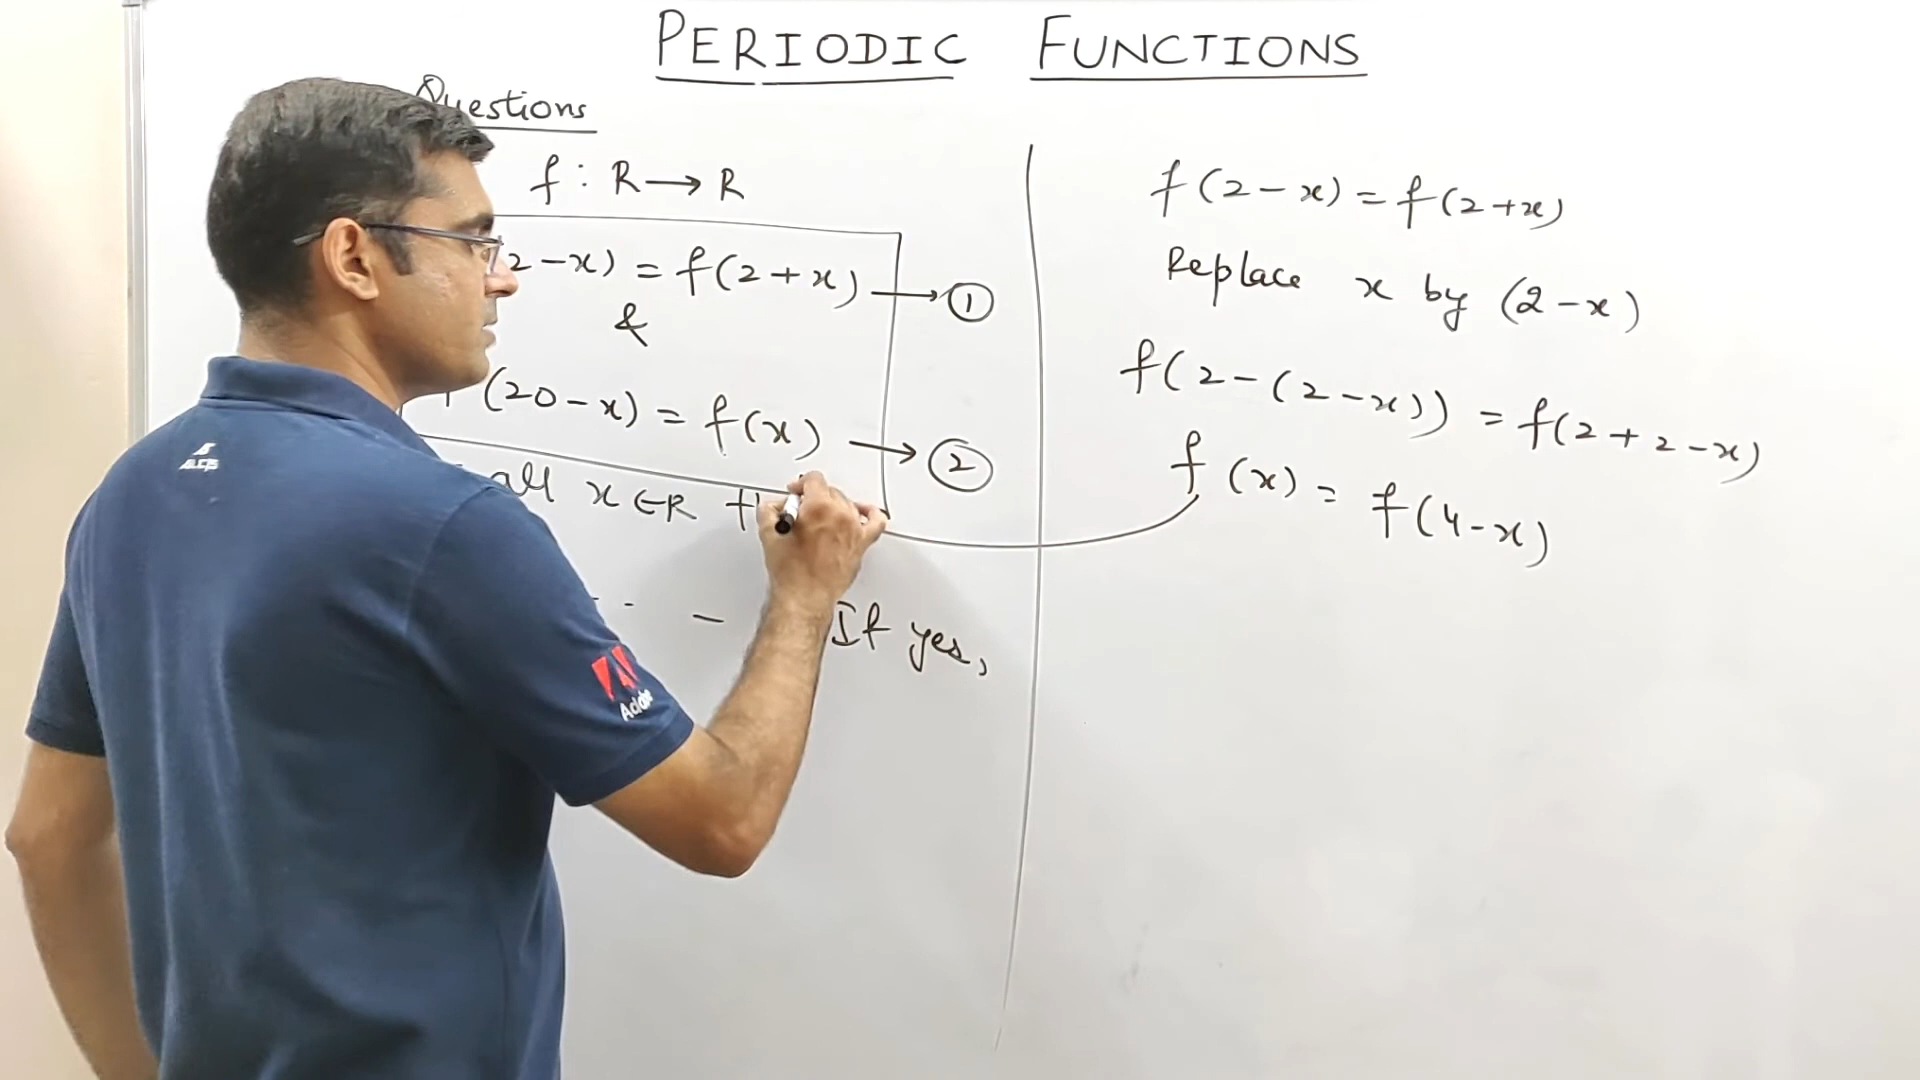 PERIODIC FUNCTIONS
Questions
f : R → R
2-x) = f(2+x) → ①
&
(20-x) = f(x) → ②
all x ∈ R
- If yes,
f(2-x) = f(2+x)
Replace x by (2-x)
f(2-(2-x)) = f(2+2-x)
f(x) = f(4-x)
Adobe